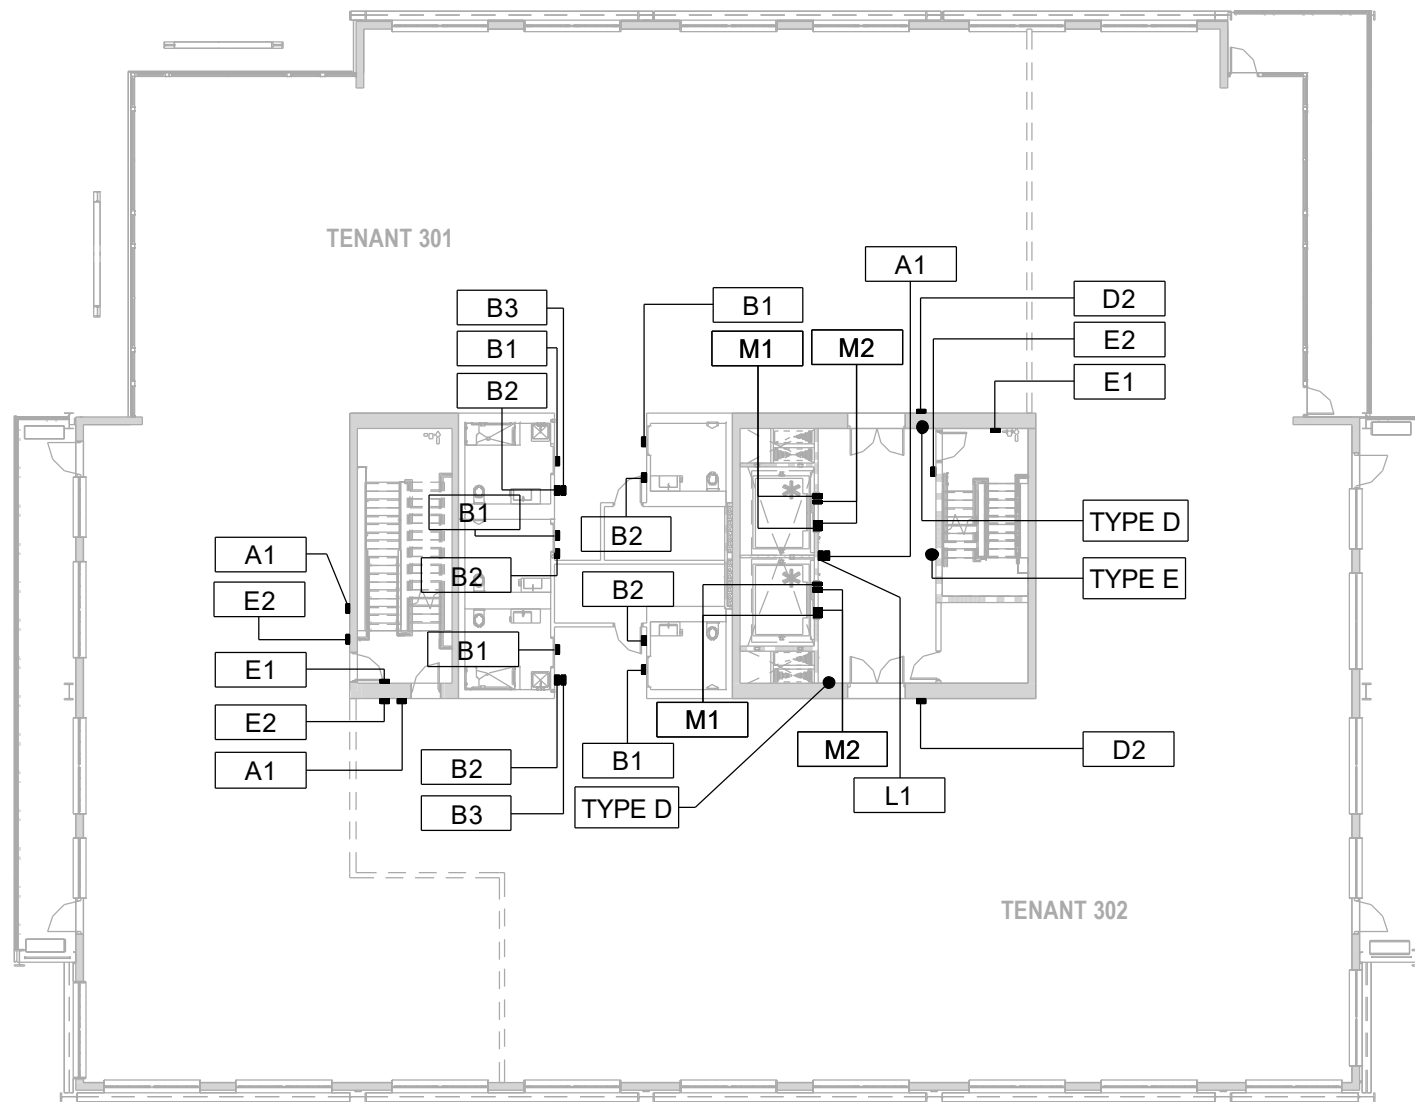 TENANT 301
A1
B3
B1
D2
B1
M1
M2
E2
B2
E1
B1
B2
TYPE D
A1
B2
TYPE E
E2
B2
B1
E1
E2
M1
M2
D2
A1
B2
B1
B3
TYPE D
L1
TENANT 302